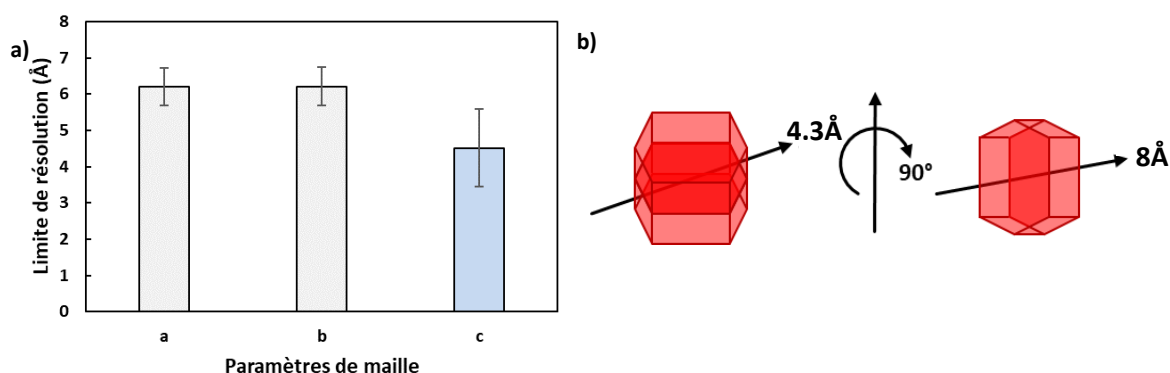 a)
Limite de résolution (Å)
8
7
6
5
4
3
2
1
0
a
b
c
Paramètres de maille
b)
4.3Å
90°
8Å